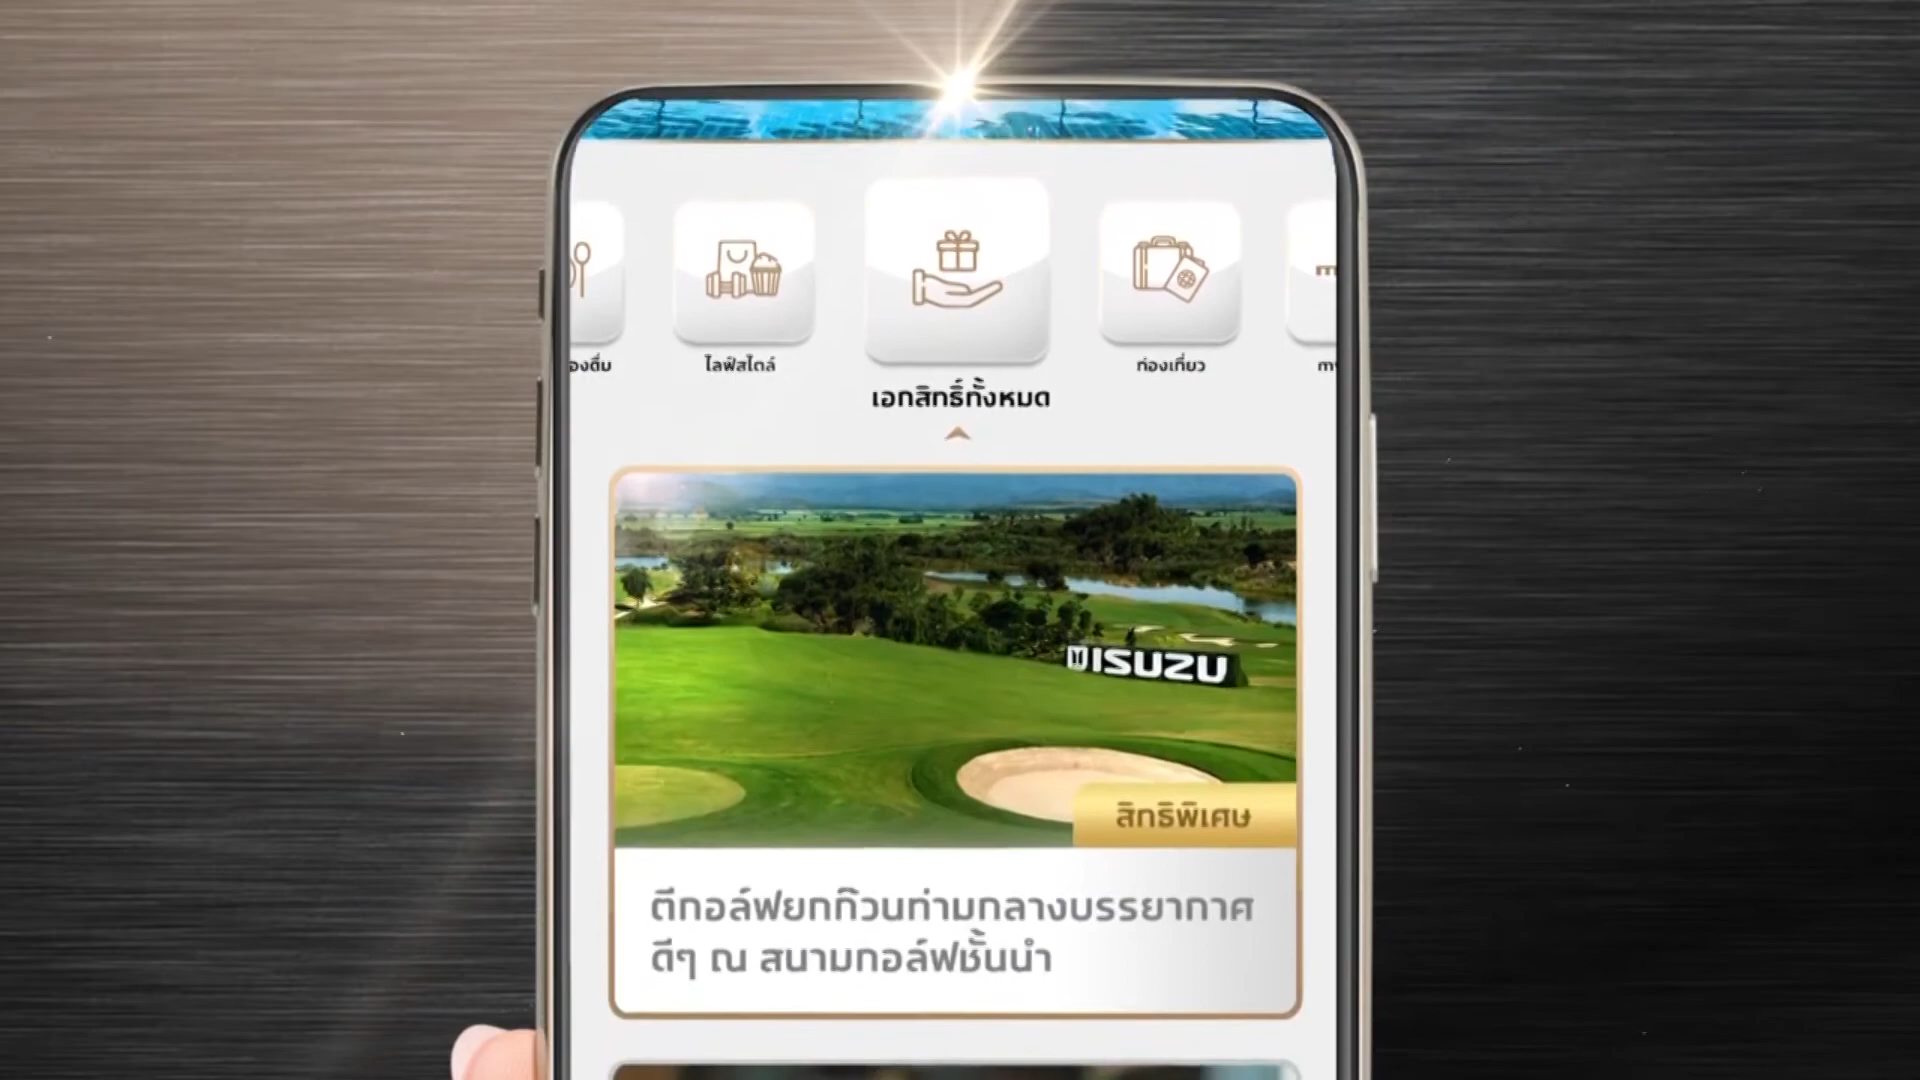 ไลฟ์สไตล์
เอกสิทธิ์ทั้งหมด
ท่องเที่ยว
ISUZU
สิทธิพิเศษ
ตีกอล์ฟยกก๊วนท่ามกลางบรรยากาศ
ดีๆ ณ สนามกอล์ฟชั้นนำ